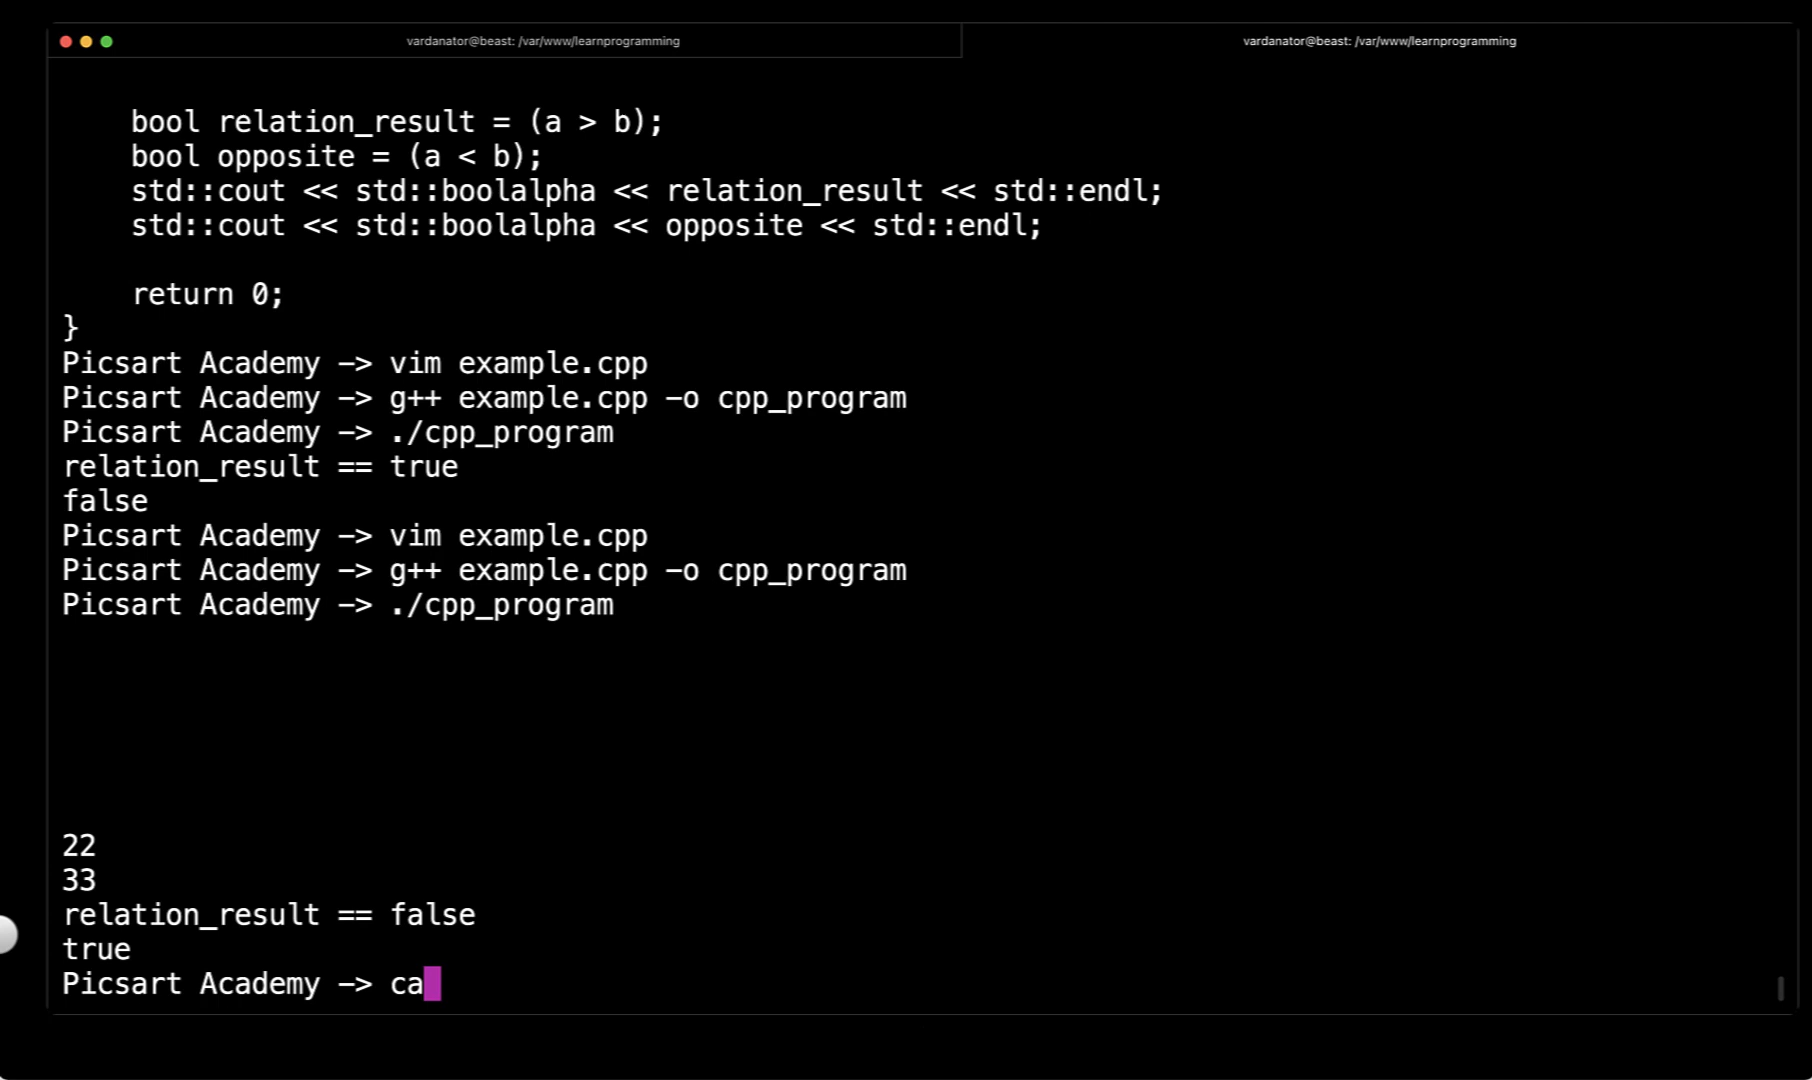 vardanator@beast: /var/www/learnprogramming
vardanator@beast: /var/www/learnprogramming
bool relation_result = (a > b);
bool opposite = (a < b);
std::cout << std::boolalpha << relation_result << std::endl;
std::cout << std::boolalpha << opposite << std::endl;
return 0;
}
Picsart Academy -> vim example.cpp
Picsart Academy -> g++ example.cpp -o cpp_program
Picsart Academy -> ./cpp_program
relation_result == true
false
Picsart Academy -> vim example.cpp
Picsart Academy -> g++ example.cpp -o cpp_program
Picsart Academy -> ./cpp_program
22
33
relation_result == false
true
Picsart Academy -> ca